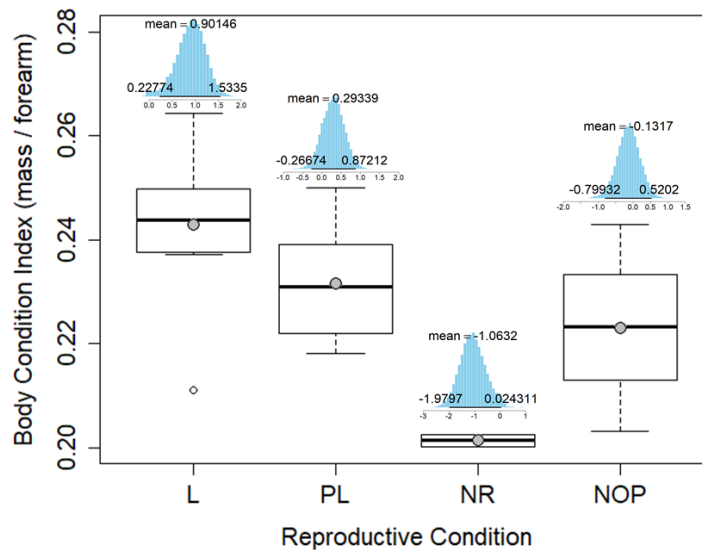 Body Condition Index (mass / forearm)
0.28
0.26
0.24
0.22
0.20
mean = 0.90146
0.22774 1.5335
0.0 0.5 1.0 1.5 2.0
mean = 0.29339
-0.26674 0.87212
-1.0 -0.5 0.0 0.5 1.0 1.5 2.0
mean = -1.0632
-1.9797 0.024311
-3 -2 -1 0 1
mean = -0.1317
-0.79932 0.5202
-2.0 -1.0 0.0 0.5 1.0 1.5
L PL NR NOP
Reproductive Condition